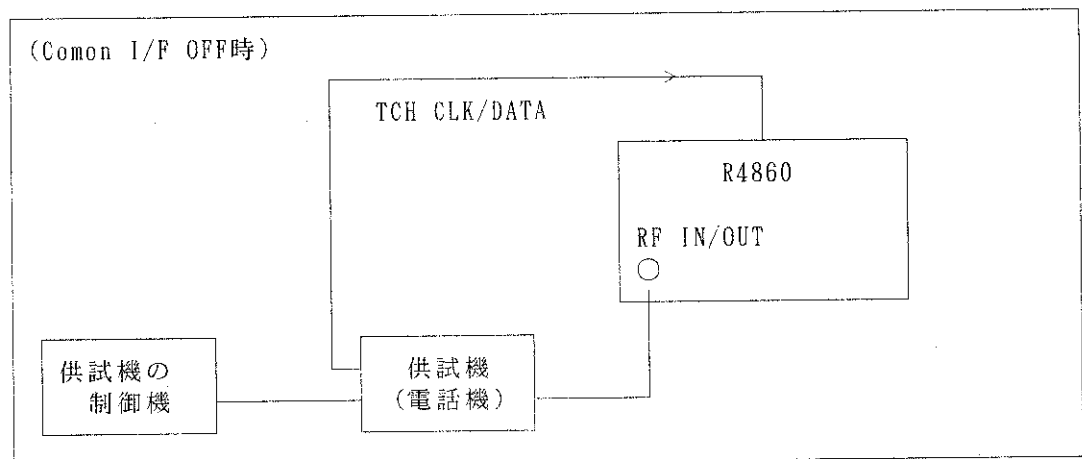 (Comon I/F OFF時)
TCH CLK/DATA
R4860
RF IN/OUT
供試機の
制御機
供試機
(電話機)